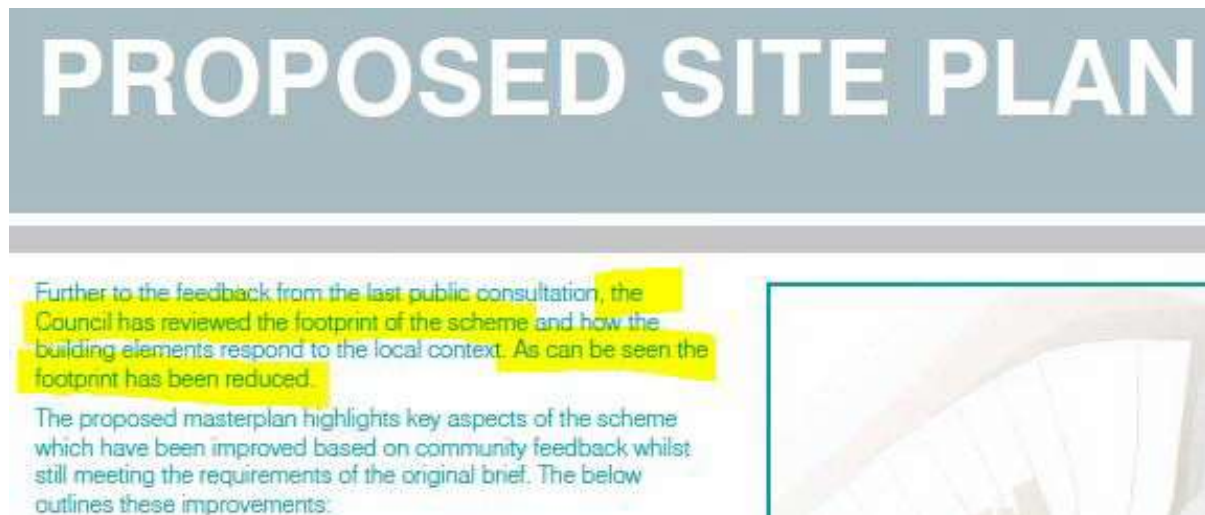 PROPOSED SITE PLAN
Further to the feedback from the last public consultation, the
Council has reviewed the footprint of the scheme and how the
building elements respond to the local context. As can be seen the
footprint has been reduced.
The proposed masterplan highlights key aspects of the scheme
which have been improved based on community feedback whilst
still meeting the requirements of the original brief. The below
outlines these improvements: